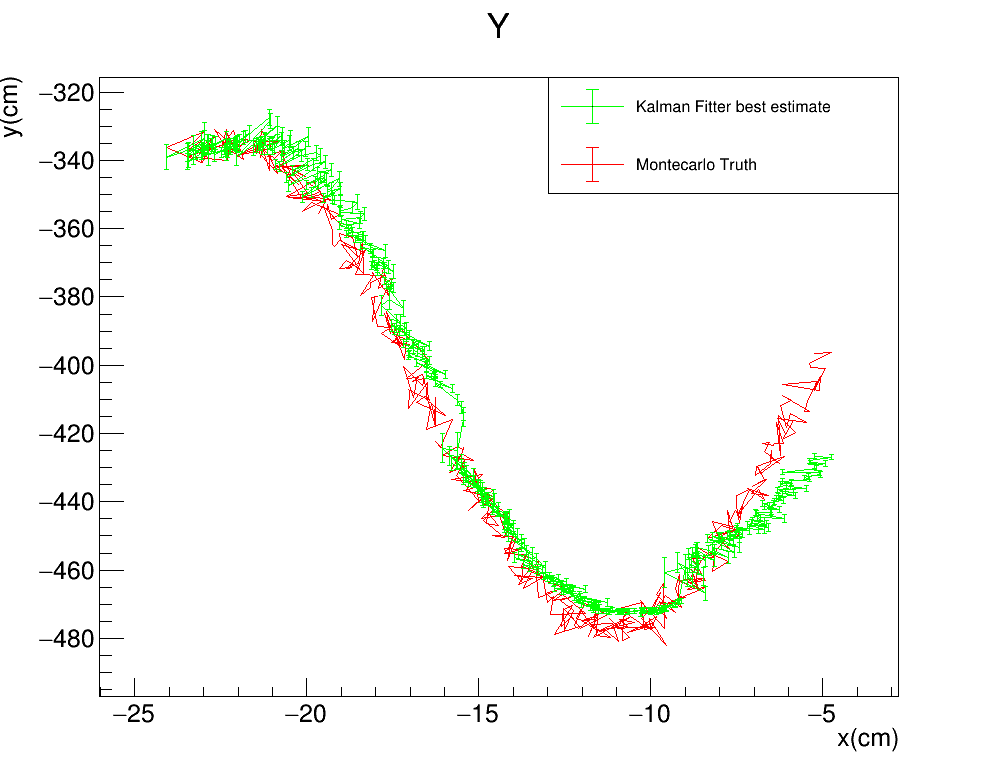 Y
y(cm)
Kalman Fitter best estimate
Montecarlo Truth
−320
−340
−360
−380
−400
−420
−440
−460
−480
−25 −20 −15 −10 −5
x(cm)